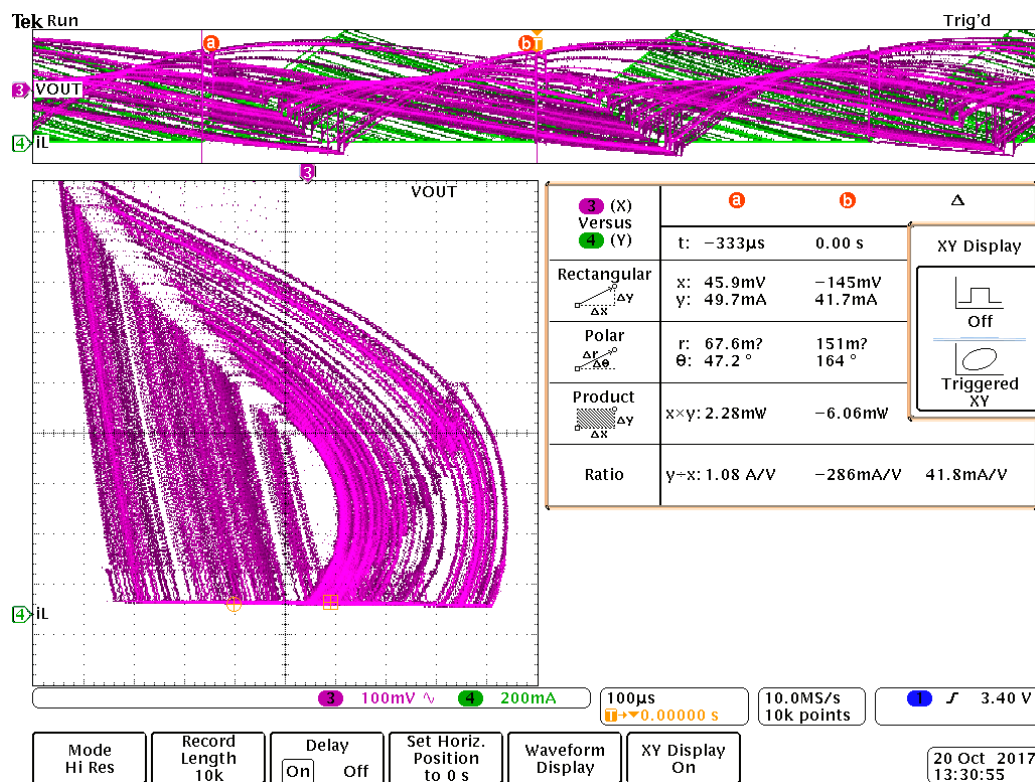 Tek Run Trig'd
a b T
3 VOUT
4 iL
3
VOUT
4 iL
3 (X)
Versus
4 (Y)
a b Δ
t: −333µs 0.00 s
Rectangular
Δy
Δx
x: 45.9mV −145mV
y: 49.7mA 41.7mA
Polar
Δr
Δθ
r: 67.6m? 151m?
θ: 47.2° 164°
Product
Δy
Δx
x×y: 2.28mW −6.06mW
Ratio
y÷x: 1.08 A/V −286mA/V 41.8mA/V
XY Display
Off
Triggered
XY
3 100mV ∿ 4 200mA
100µs
T→▼0.00000 s
10.0MS/s
10k points
1 ʃ 3.40 V
Mode
Hi Res
Record
Length
10k
Delay
On Off
Set Horiz.
Position
to 0 s
Waveform
Display
XY Display
On
20 Oct 2017
13:30:55